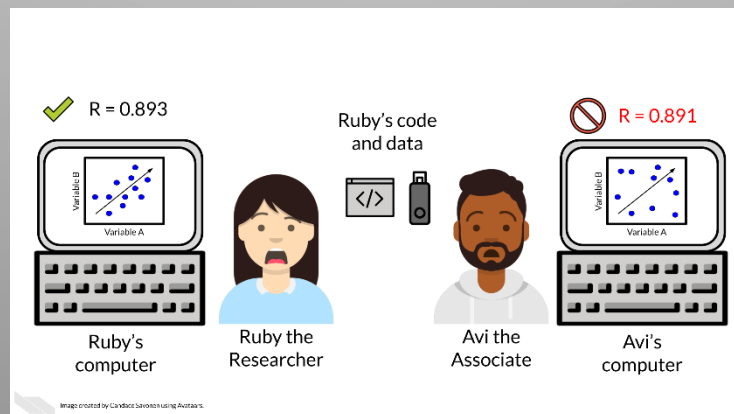 R = 0.893
R = 0.891
Ruby's code
and data
</>
Variable B
Variable A
Variable B
Variable A
Ruby's
computer
Ruby the
Researcher
Avi the
Associate
Avi's
computer
Image created by Candace Savonen using Avataars.